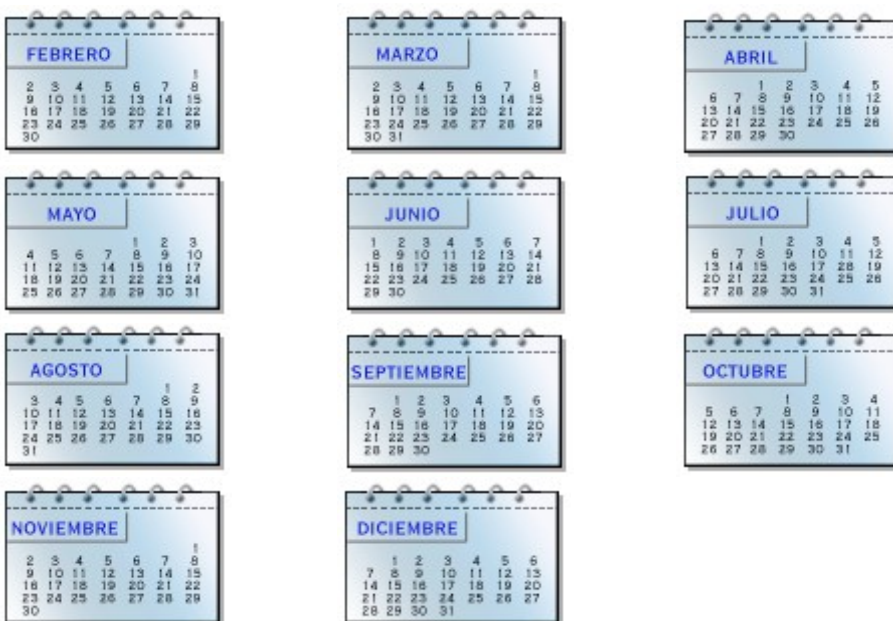 FEBRERO
1
2 3 4 5 6 7 8
9 10 11 12 13 14 15
16 17 18 19 20 21 22
23 24 25 26 27 28 29
30
MARZO
1
2 3 4 5 6 7 8
9 10 11 12 13 14 15
16 17 18 19 20 21 22
23 24 25 26 27 28 29
30 31
ABRIL
1 2 3 4 5
6 7 8 9 10 11 12
13 14 15 16 17 18 19
20 21 22 23 24 25 26
27 28 29 30
MAYO
1 2 3
4 5 6 7 8 9 10
11 12 13 14 15 16 17
18 19 20 21 22 23 24
25 26 27 28 29 30 31
JUNIO
1 2 3 4 5 6 7
8 9 10 11 12 13 14
15 16 17 18 19 20 21
22 23 24 25 26 27 28
29 30
JULIO
1 2 3 4 5
6 7 8 9 10 11 12
13 14 15 16 17 28 19
20 21 22 23 24 25 26
27 28 29 30 31
AGOSTO
1 2
3 4 5 6 7 8 9
10 11 12 13 14 15 16
17 18 19 20 21 22 23
24 25 26 27 28 29 30
31
SEPTIEMBRE
1 2 3 4 5 6
7 8 9 10 11 12 13
14 15 16 17 18 19 20
21 22 23 24 25 26 27
28 29 30
OCTUBRE
1 2 3 4
5 6 7 8 9 10 11
12 13 14 15 16 17 18
19 20 21 22 23 24 25
26 27 28 29 30 31
NOVIEMBRE
1
2 3 4 5 6 7 8
9 10 11 12 13 14 15
16 17 18 19 20 21 22
23 24 25 26 27 28 29
30
DICIEMBRE
1 2 3 4 5 6
7 8 9 10 11 12 13
14 15 16 17 18 19 20
21 22 23 24 25 26 27
28 29 30 31